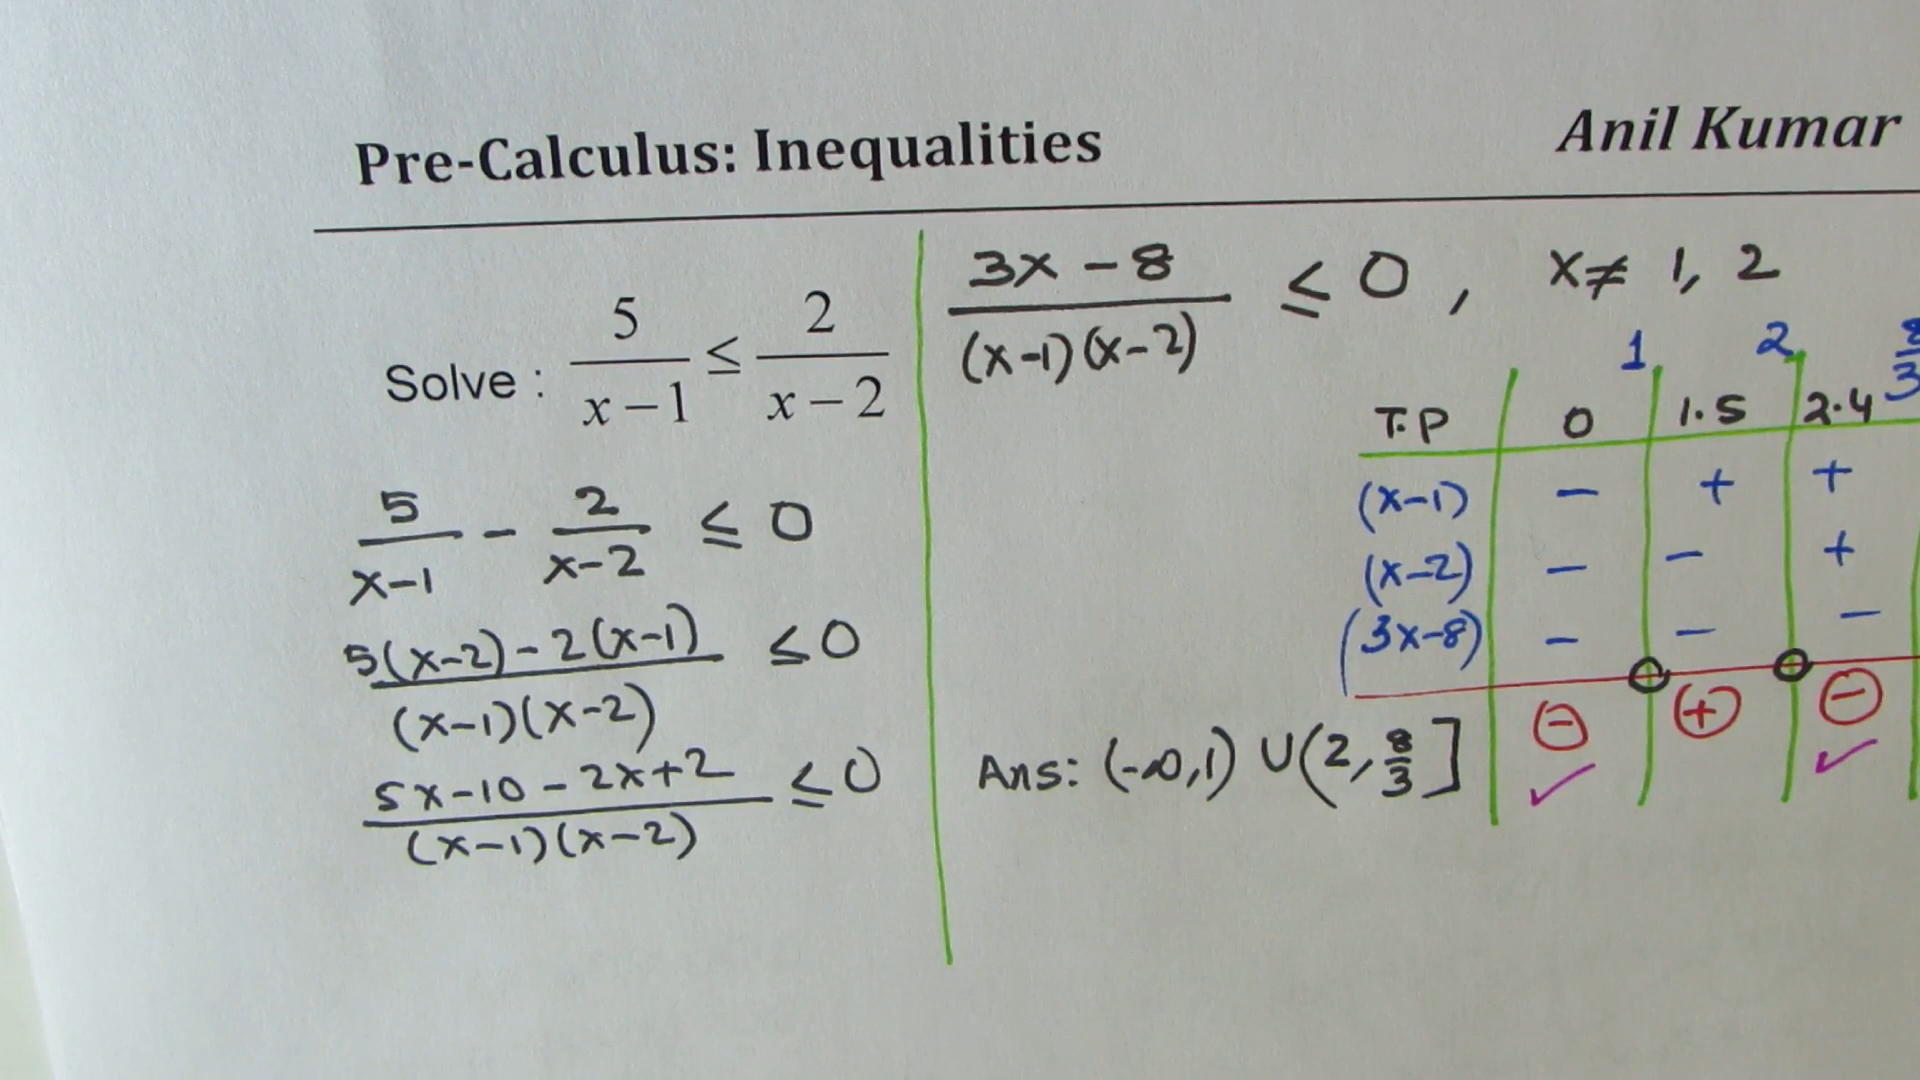 Pre-Calculus: Inequalities
Anil Kumar
Solve : 5/(x − 1) ≤ 2/(x − 2)
5/(x−1) − 2/(x−2) ≤ 0
(5(x−2) − 2(x−1))/((x−1)(x−2)) ≤ 0
(5x−10 − 2x+2)/((x−1)(x−2)) ≤ 0
(3x − 8)/((x−1)(x−2)) ≤ 0 , x ≠ 1, 2
1 2 8/3
T.P 0 1.5 2.4
(x−1) − + +
(x−2) − − +
(3x−8) − − −
⊖ ⊕ ⊖
✓ ✓
Ans: (-∞,1) ∪ (2, 8/3]